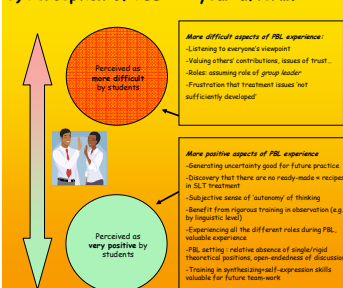 Perceived as
more difficult
by students
More difficult aspects of PBL experience:
-Listening to everyone's viewpoint
-Valuing others' contributions, issues of trust...
-Roles: assuming role of group leader
-Frustration that treatment issues 'not
sufficiently developed'
Perceived as
very positive by
students
More positive aspects of PBL experience
-Generating uncertainty good for future practice
-Discovery that there are no ready-made « recipes
in SLT treatment
-Subjective sense of 'autonomy' of thinking
-Benefit from rigorous training in observation (e.g.
by linguistic level)
-Experiencing all the different roles during PBL,
valuable experience
-PBL setting : relative absence of single/rigid
theoretical positions, open-endedness of discussion
-Training in synthesizing+self-expression skills
valuable for future team-work